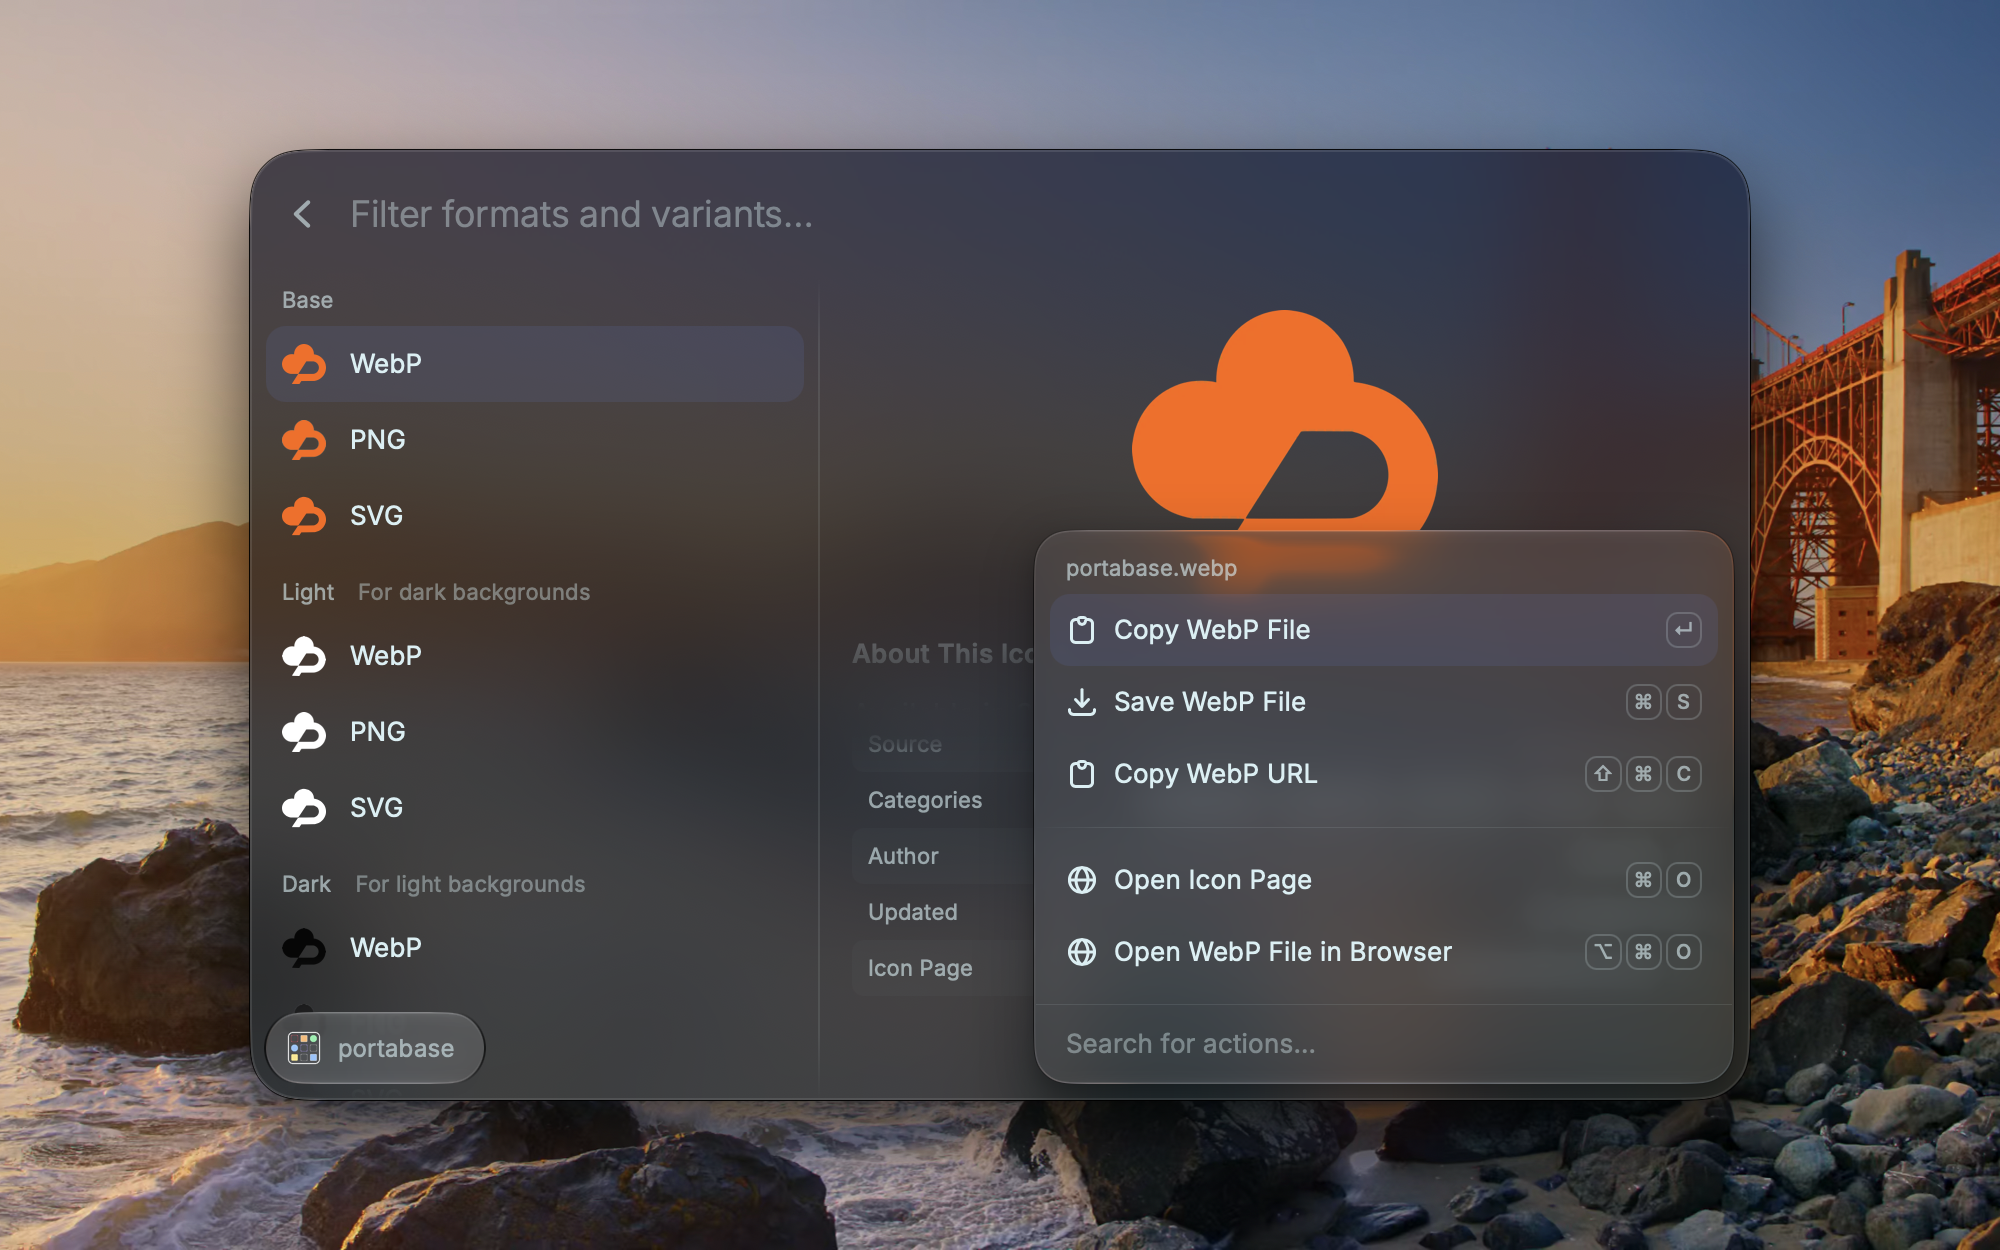 Filter formats and variants...
Base
WebP
PNG
SVG
Light For dark backgrounds
WebP
PNG
SVG
Dark For light backgrounds
WebP
portabase
About This Ico
Source
Categories
Author
Updated
Icon Page
portabase.webp
Copy WebP File ↵
Save WebP File ⌘ S
Copy WebP URL ⇧ ⌘ C
Open Icon Page ⌘ O
Open WebP File in Browser ⌥ ⌘ O
Search for actions...